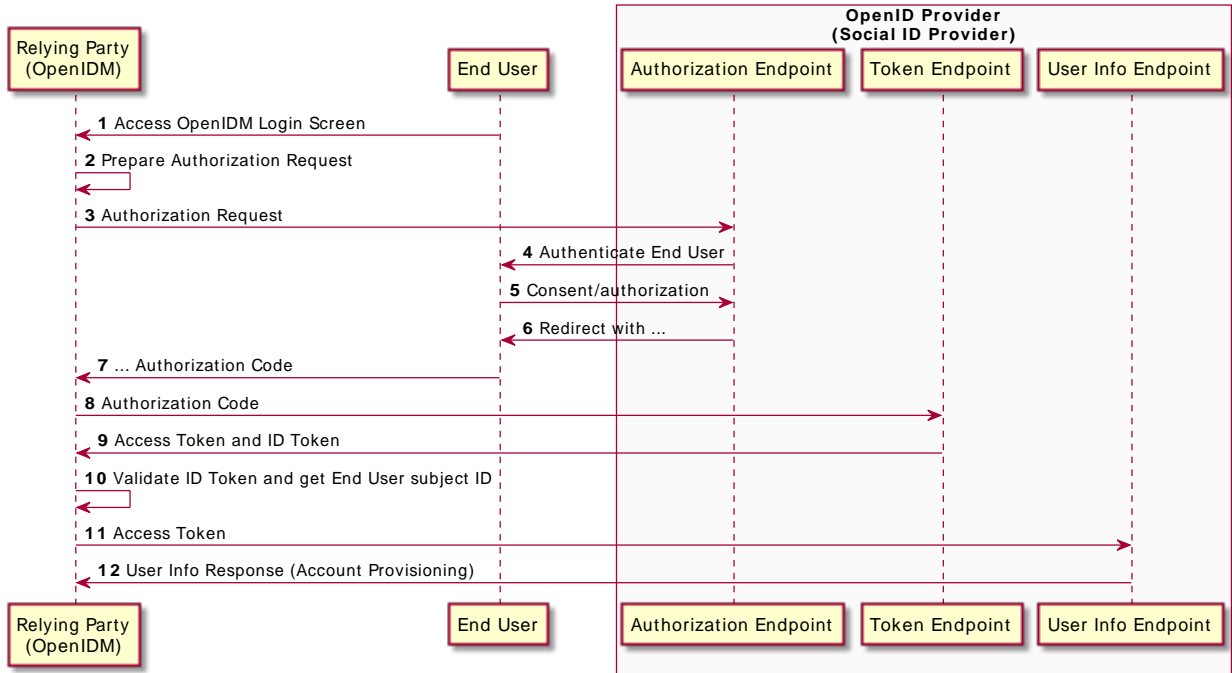 OpenID Provider
(Social ID Provider)
Relying Party
(OpenIDM)
End User
Authorization Endpoint
Token Endpoint
User Info Endpoint
1 Access OpenIDM Login Screen
2 Prepare Authorization Request
3 Authorization Request
4 Authenticate End User
5 Consent/authorization
6 Redirect with ...
7 ... Authorization Code
8 Authorization Code
9 Access Token and ID Token
10 Validate ID Token and get End User subject ID
11 Access Token
12 User Info Response (Account Provisioning)
Relying Party
(OpenIDM)
End User
Authorization Endpoint
Token Endpoint
User Info Endpoint